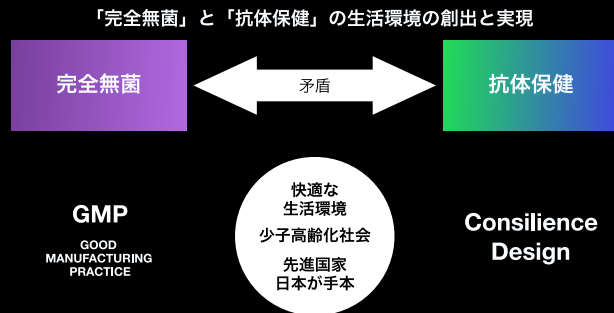 「完全無菌」と「抗体保健」の生活環境の創出と実現
完全無菌
矛盾
抗体保健
GMP
GOOD
MANUFACTURING
PRACTICE
快適な
生活環境
少子高齢化社会
先進国家
日本が手本
Consilience
Design